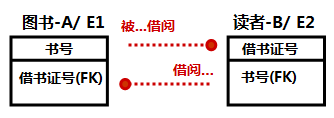 图书-A/ E1
被...借阅
读者-B/ E2
书号
借书证号
借阅...
借书证号(FK)
书号(FK)